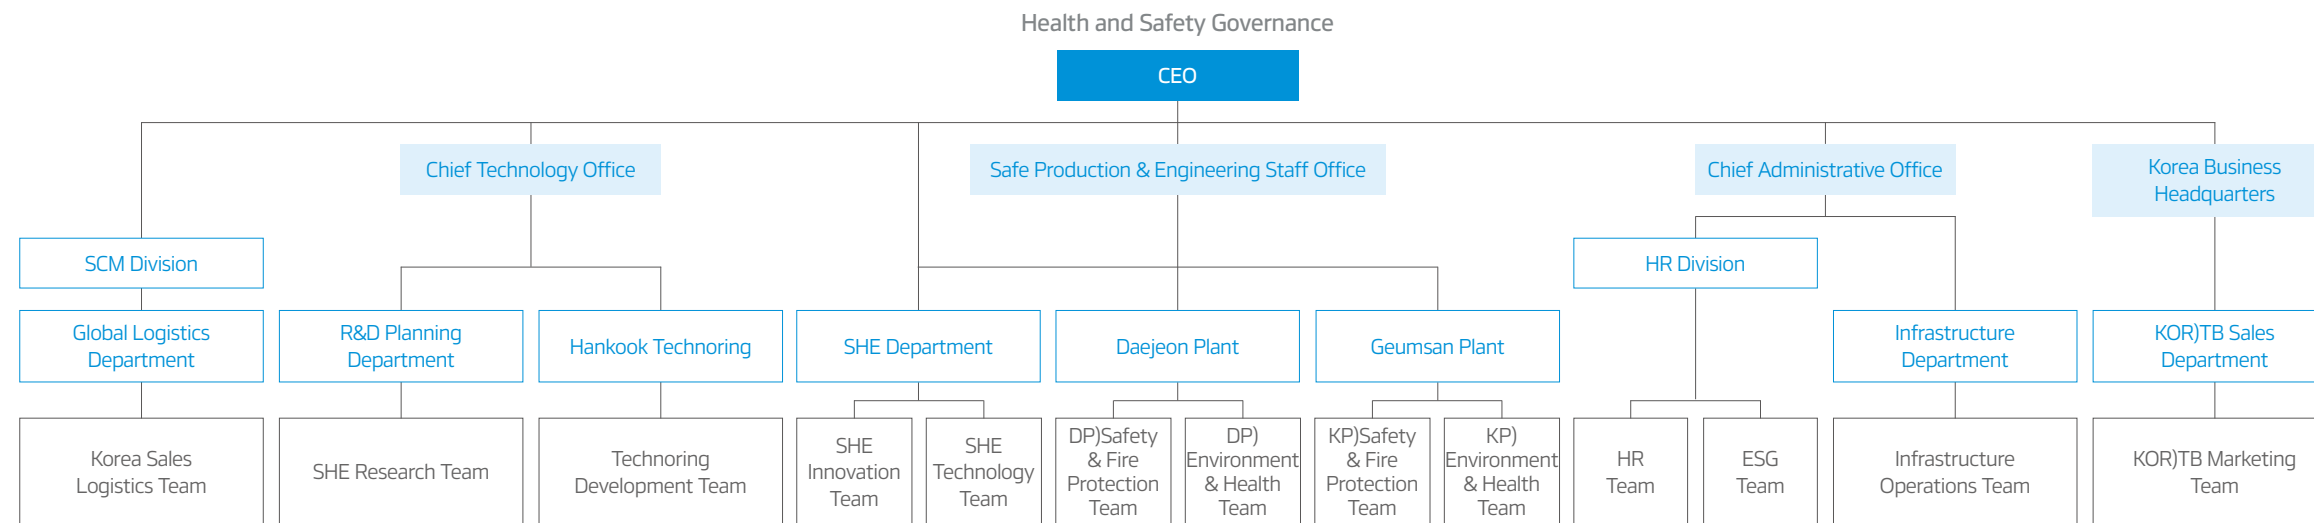 Health and Safety Governance
CEO
Chief Technology Office
Safe Production & Engineering Staff Office
Chief Administrative Office
Korea Business
Headquarters
SCM Division
HR Division
Global Logistics
Department
R&D Planning
Department
Hankook Technoring
SHE Department
Daejeon Plant
Geumsan Plant
Infrastructure
Department
KOR)TB Sales
Department
Korea Sales
Logistics Team
SHE Research Team
Technoring
Development Team
SHE
Innovation
Team
SHE
Technology
Team
DP)Safety
& Fire
Protection
Team
DP)
Environment
& Health
Team
KP)Safety
& Fire
Protection
Team
KP)
Environment
& Health
Team
HR
Team
ESG
Team
Infrastructure
Operations Team
KOR)TB Marketing
Team